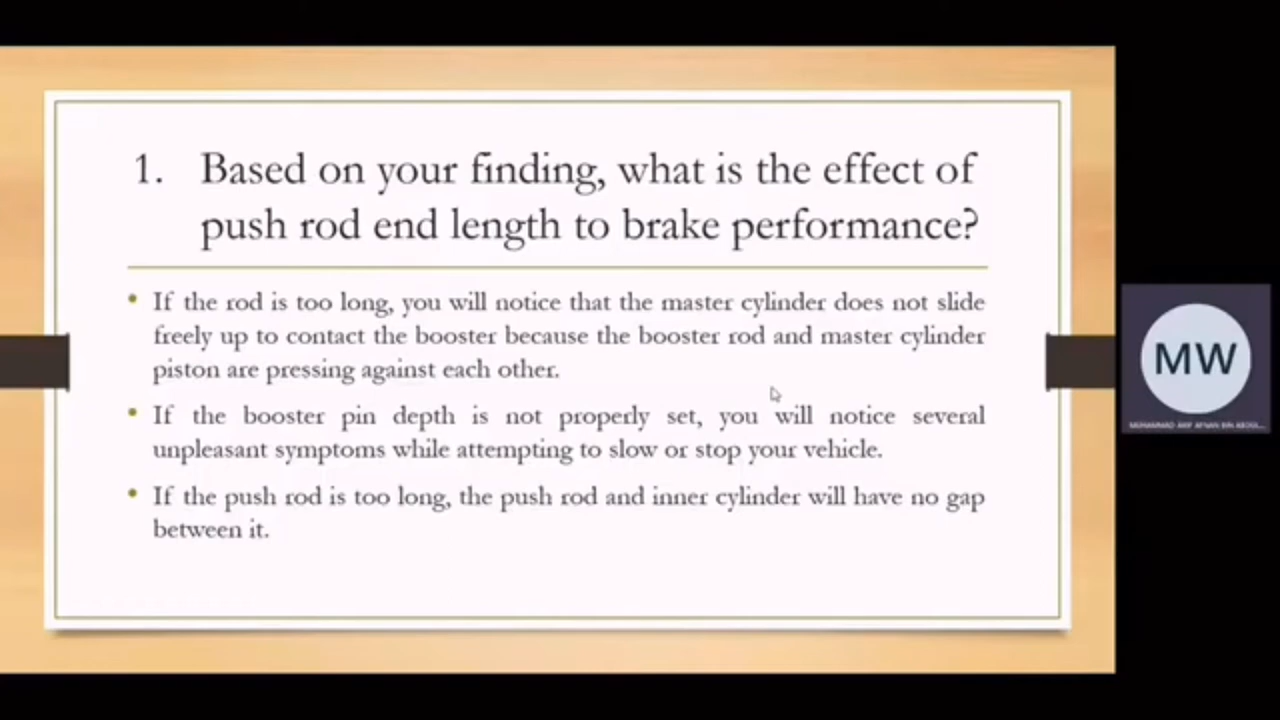 1. Based on your finding, what is the effect of
push rod end length to brake performance?
• If the rod is too long, you will notice that the master cylinder does not slide
freely up to contact the booster because the booster rod and master cylinder
piston are pressing against each other.
• If the booster pin depth is not properly set, you will notice several
unpleasant symptoms while attempting to slow or stop your vehicle.
• If the push rod is too long, the push rod and inner cylinder will have no gap
between it.
MW
MUHAMMAD ARIF AFNAN BIN ABDUL...